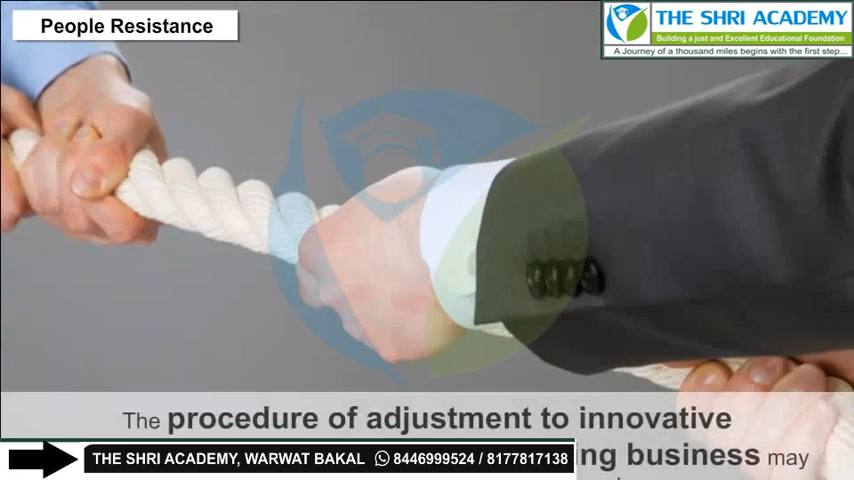 People Resistance
THE SHRI ACADEMY
Building a just and Excellent Educational Foundation
A Journey of a thousand miles begins with the first step...
The procedure of adjustment to innovative
ing business may
THE SHRI ACADEMY, WARWAT BAKAL 8446999524 / 8177817138